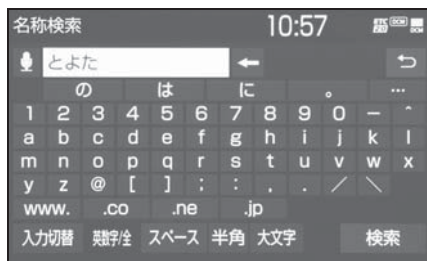 名称検索 10:57 ETC DCM
とよた
の は に 。 …
1 2 3 4 5 6 7 8 9 0 - ^
a b c d e f g h i j k l
m n o p q r s t u v w x
y z @ [ ] ; : , . / \
www. .co .ne .jp
入力切替 英数字/全 スペース 半角 大文字 検索